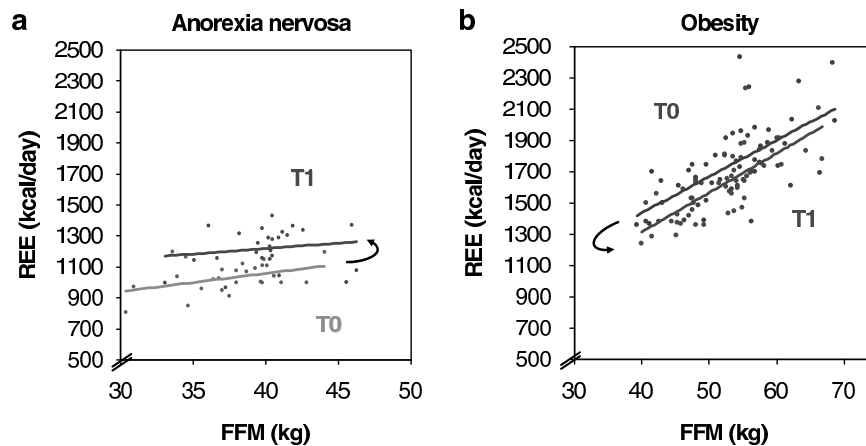 a
Anorexia nervosa
2500
2300
2100
1900
1700
1500
1300
1100
900
700
500
REE (kcal/day)
T1
T0
30
35
40
45
50
FFM (kg)
b
Obesity
2500
2300
2100
1900
1700
1500
1300
1100
900
700
500
REE (kcal/day)
T0
T1
30
40
50
60
70
FFM (kg)